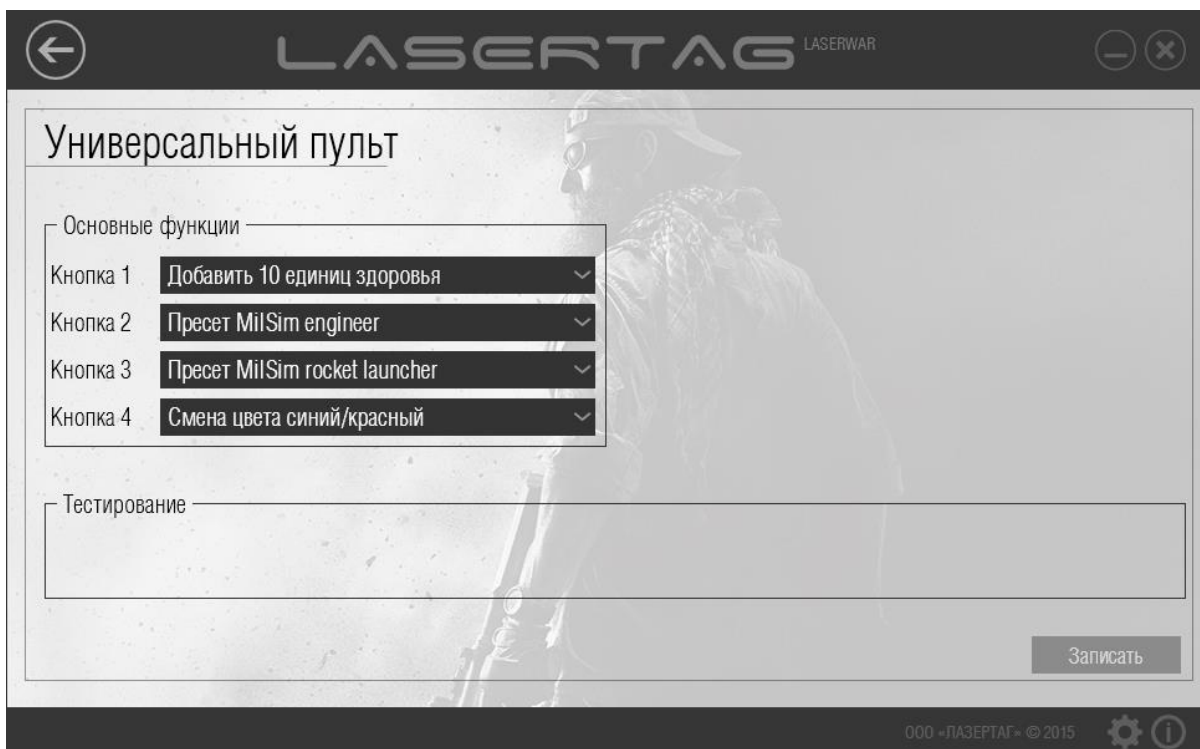 LASERTAG LASERWAR
Универсальный пульт
Основные функции
Кнопка 1 Добавить 10 единиц здоровья
Кнопка 2 Пресет MilSim engineer
Кнопка 3 Пресет MilSim rocket launcher
Кнопка 4 Смена цвета синий/красный
Тестирование
Записать
ООО «ЛАЗЕРТАГ» © 2015